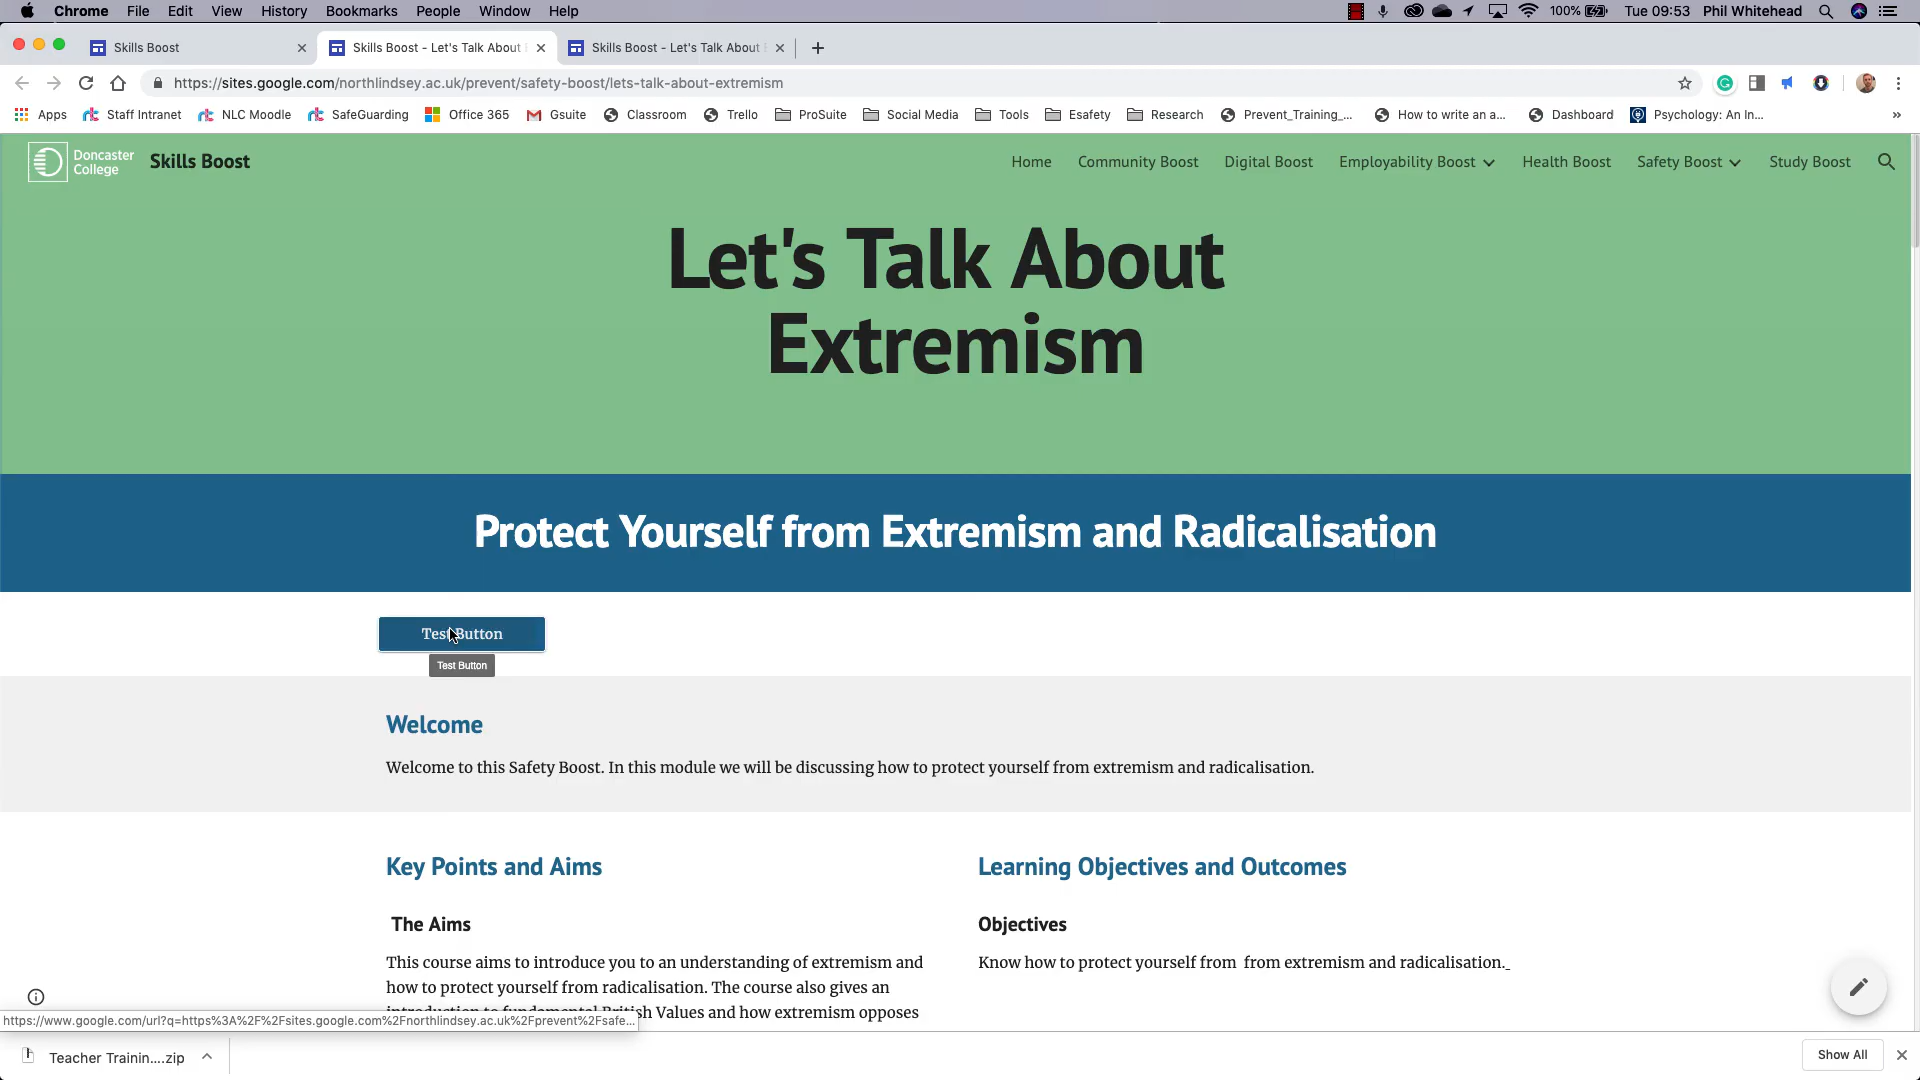 Chrome File Edit View History Bookmarks People Window Help 100% Tue 09:53 Phil Whitehead
Skills Boost Skills Boost - Let's Talk About Skills Boost - Let's Talk About
https://sites.google.com/northlindsey.ac.uk/prevent/safety-boost/lets-talk-about-extremism
Apps Staff Intranet NLC Moodle SafeGuarding Office 365 Gsuite Classroom Trello ProSuite Social Media Tools Esafety Research Prevent_Training_... How to write an a... Dashboard Psychology: An In... »
Doncaster
College
Skills Boost
Home Community Boost Digital Boost Employability Boost Health Boost Safety Boost Study Boost
Let's Talk About
Extremism
Protect Yourself from Extremism and Radicalisation
Test Button
Test Button
Welcome
Welcome to this Safety Boost. In this module we will be discussing how to protect yourself from extremism and radicalisation.
Key Points and Aims
The Aims
This course aims to introduce you to an understanding of extremism and
how to protect yourself from radicalisation. The course also gives an
introduction to fundamental British Values and how extremism opposes
Learning Objectives and Outcomes
Objectives
Know how to protect yourself from  from extremism and radicalisation.
https://www.google.com/url?q=https%3A%2F%2Fsites.google.com%2Fnorthlindsey.ac.uk%2Fprevent%2Fsafe...
Teacher Trainin....zip
Show All